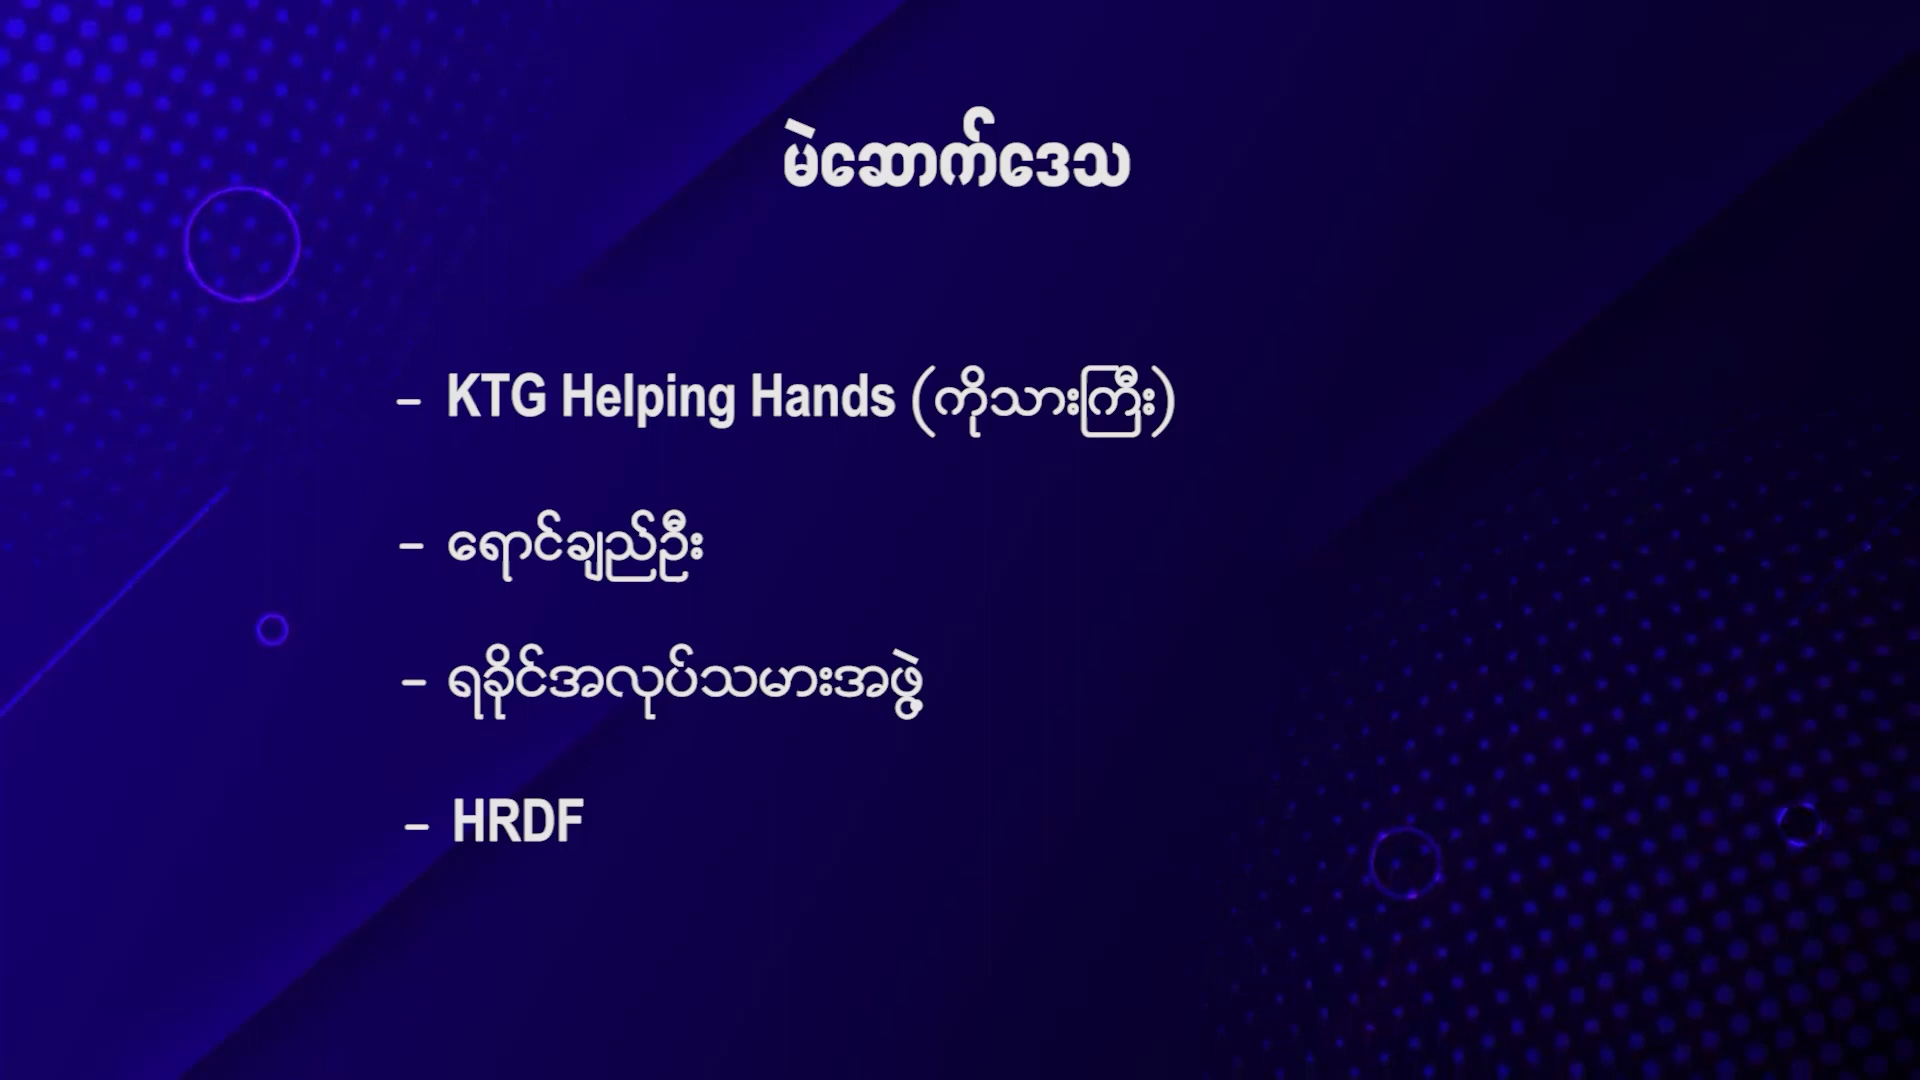 မဲဆောက်ဒေသ
– KTG Helping Hands (ကိုသားကြီး)
– ရောင်ချည်ဦး
– ရခိုင်အလုပ်သမားအဖွဲ့
– HRDF